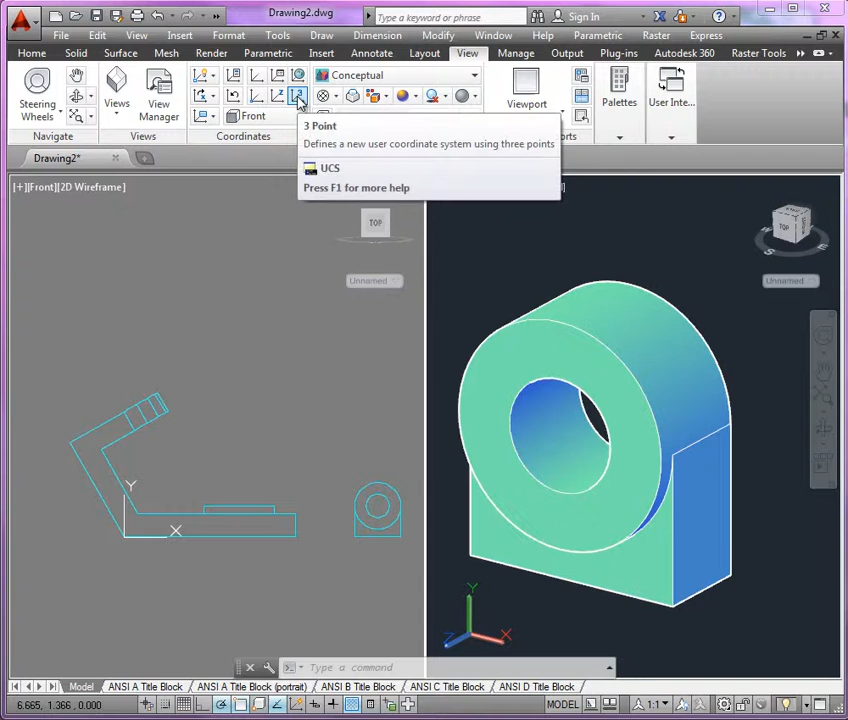 Drawing2.dwg
Type a keyword or phrase
Sign In
File Edit View Insert Format Tools Draw Dimension Modify Window Help Parametric Raster Express
Home Solid Surface Mesh Render Parametric Insert Annotate Layout View Manage Output Plug-ins Autodesk 360 Raster Tools
Steering
Wheels
Views
View
Manager
Front
Conceptual
Viewport
Palettes
User Inte...
Navigate
Views
Coordinates
orts
3 Point
Defines a new user coordinate system using three points
UCS
Press F1 for more help
Drawing2*
[+][Front][2D Wireframe]
]
TOP
Unnamed
TOP
S
E
Unnamed
Y
X
Y
X
Z
Type a command
Model ANSI A Title Block ANSI A Title Block (portrait) ANSI B Title Block ANSI C Title Block ANSI D Title Block
6.665, 1.366, 0.000
MODEL
1:1